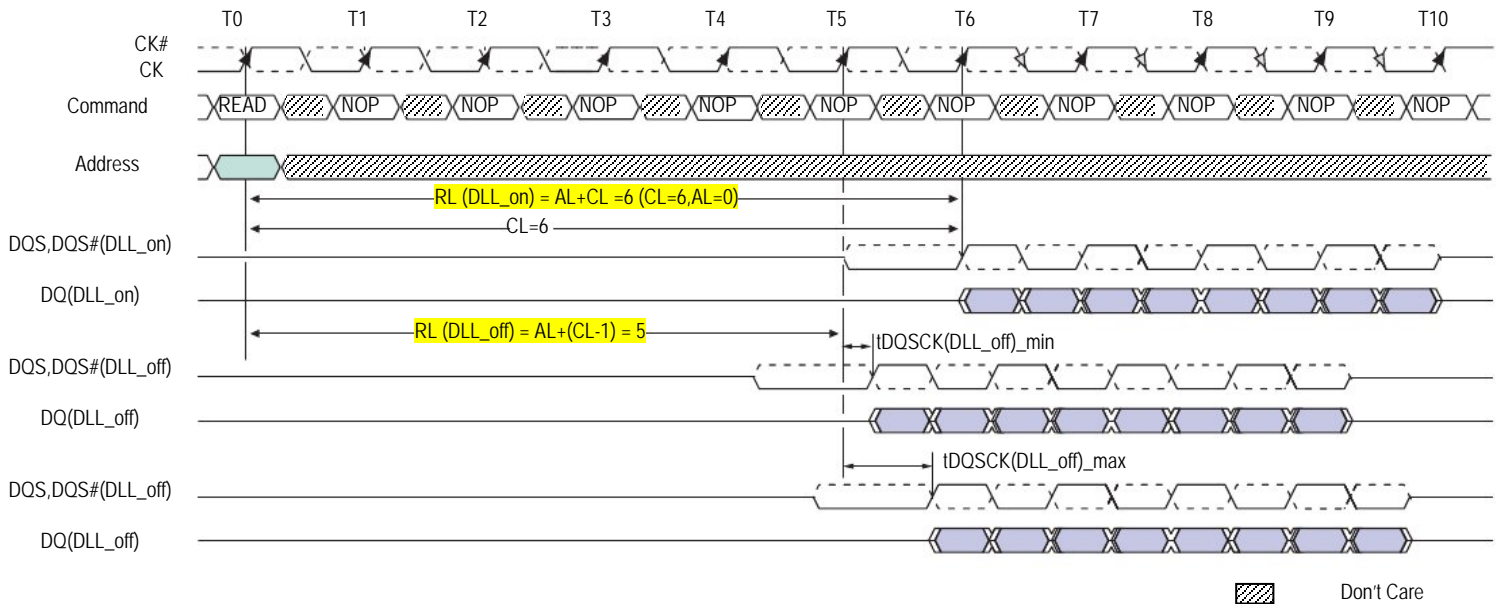 T0 T1 T2 T3 T4 T5 T6 T7 T8 T9 T10
CK#
CK
Command READ NOP NOP NOP NOP NOP NOP NOP NOP NOP NOP
Address
RL (DLL_on) = AL+CL =6 (CL=6,AL=0)
CL=6
DQS,DQS#(DLL_on)
DQ(DLL_on)
RL (DLL_off) = AL+(CL-1) = 5
tDQSCK(DLL_off)_min
DQS,DQS#(DLL_off)
DQ(DLL_off)
tDQSCK(DLL_off)_max
DQS,DQS#(DLL_off)
DQ(DLL_off)
Don't Care